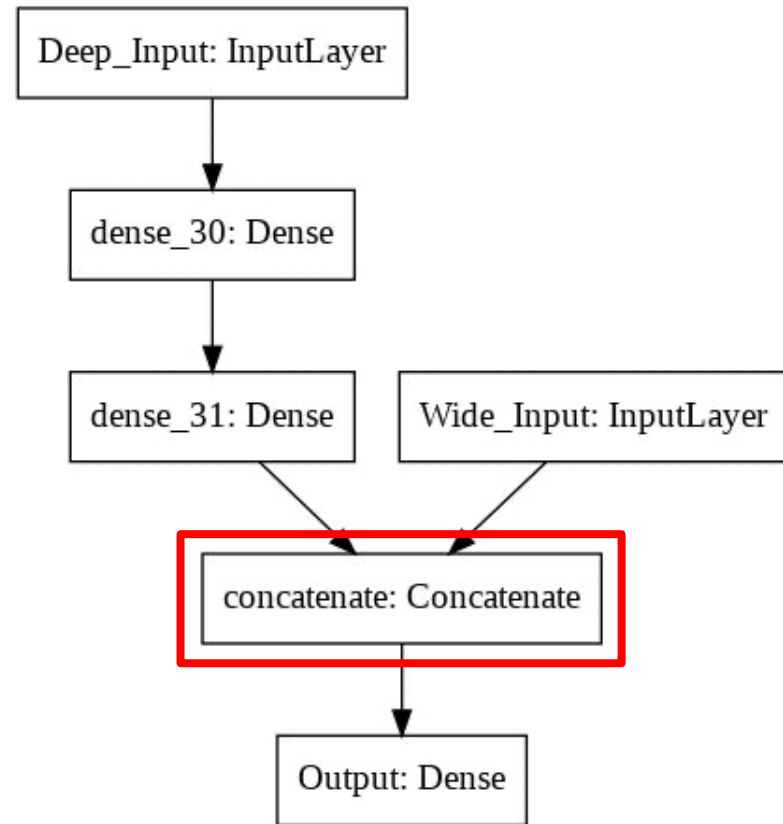 Deep_Input: InputLayer
dense_30: Dense
dense_31: Dense
Wide_Input: InputLayer
concatenate: Concatenate
Output: Dense